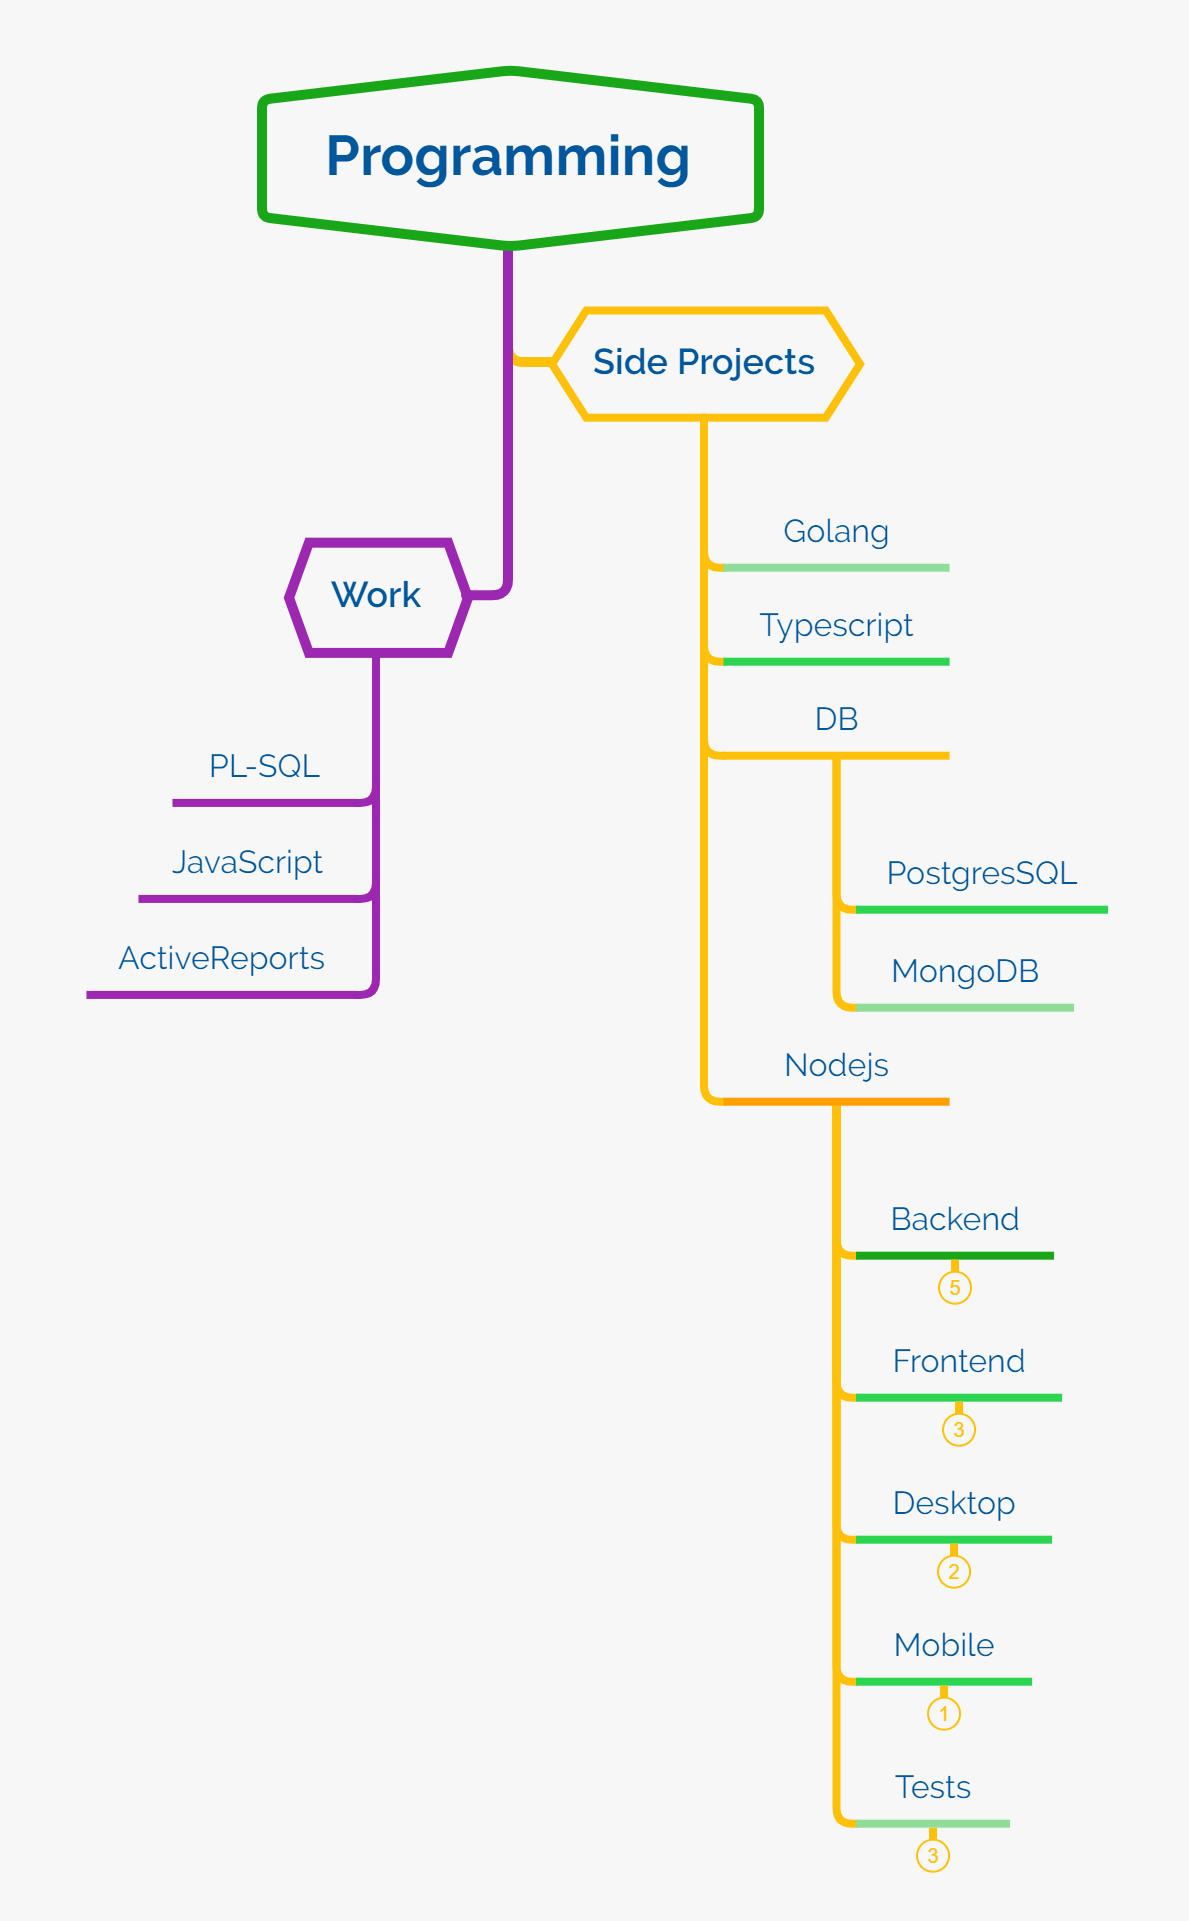 Programming
Side Projects
Work
PL-SQL
JavaScript
ActiveReports
Golang
Typescript
DB
PostgresSQL
MongoDB
Nodejs
Backend
5
Frontend
3
Desktop
2
Mobile
1
Tests
3